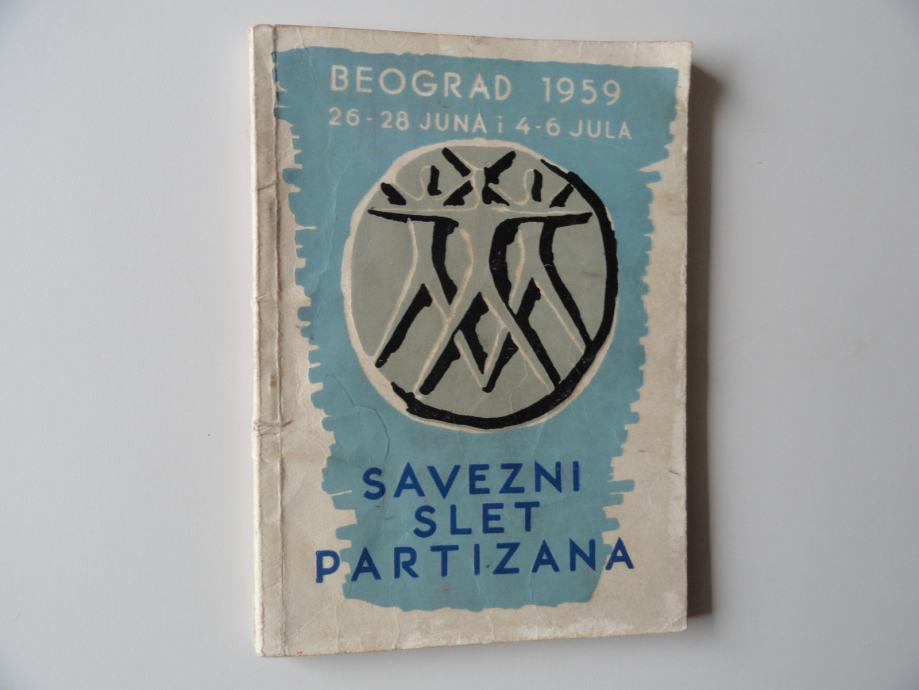 BEOGRAD 1959
26-28 JUNA i 4-6 JULA
SAVEZNI
SLET
PARTIZANA